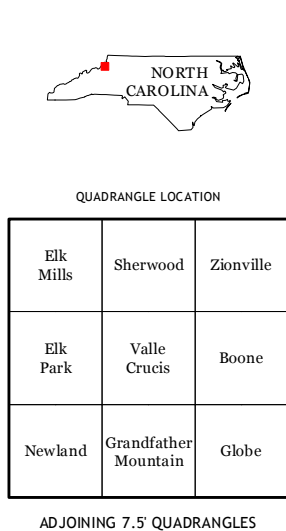 NORTH
CAROLINA
QUADRANGLE LOCATION
Elk
Mills
Sherwood
Zionville
Elk
Park
Valle
Crucis
Boone
Newland
Grandfather
Mountain
Globe
ADJOINING 7.5' QUADRANGLES